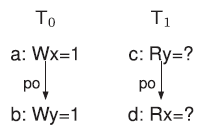 T₀ T₁
a: Wx=1 c: Ry=?
po po
b: Wy=1 d: Rx=?